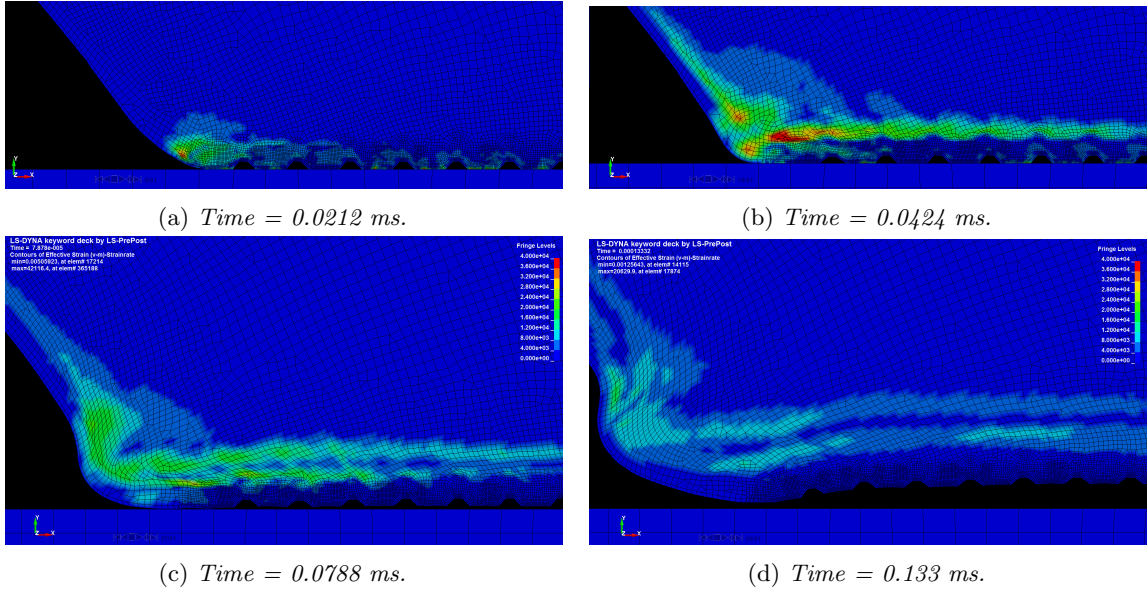 Y
Z X
Y
Z X
(a) Time = 0.0212 ms.
(b) Time = 0.0424 ms.
LS-DYNA keyword deck by LS-PrePost
Time = 7.878e-005
Contours of Effective Strain (v-m)-Strainrate
min=0.00505923, at elem# 17214
max=42116.4, at elem# 365188
Fringe Levels
4.000e+04
3.600e+04
3.200e+04
2.800e+04
2.400e+04
2.000e+04
1.600e+04
1.200e+04
8.000e+03
4.000e+03
0.000e+00
Y
Z X
LS-DYNA keyword deck by LS-PrePost
Time = 0.00013332
Contours of Effective Strain (v-m)-Strainrate
min=0.00125643, at elem# 14115
max=20629.9, at elem# 17874
Fringe Levels
4.000e+04
3.600e+04
3.200e+04
2.800e+04
2.400e+04
2.000e+04
1.600e+04
1.200e+04
8.000e+03
4.000e+03
0.000e+00
Y
Z X
(c) Time = 0.0788 ms.
(d) Time = 0.133 ms.